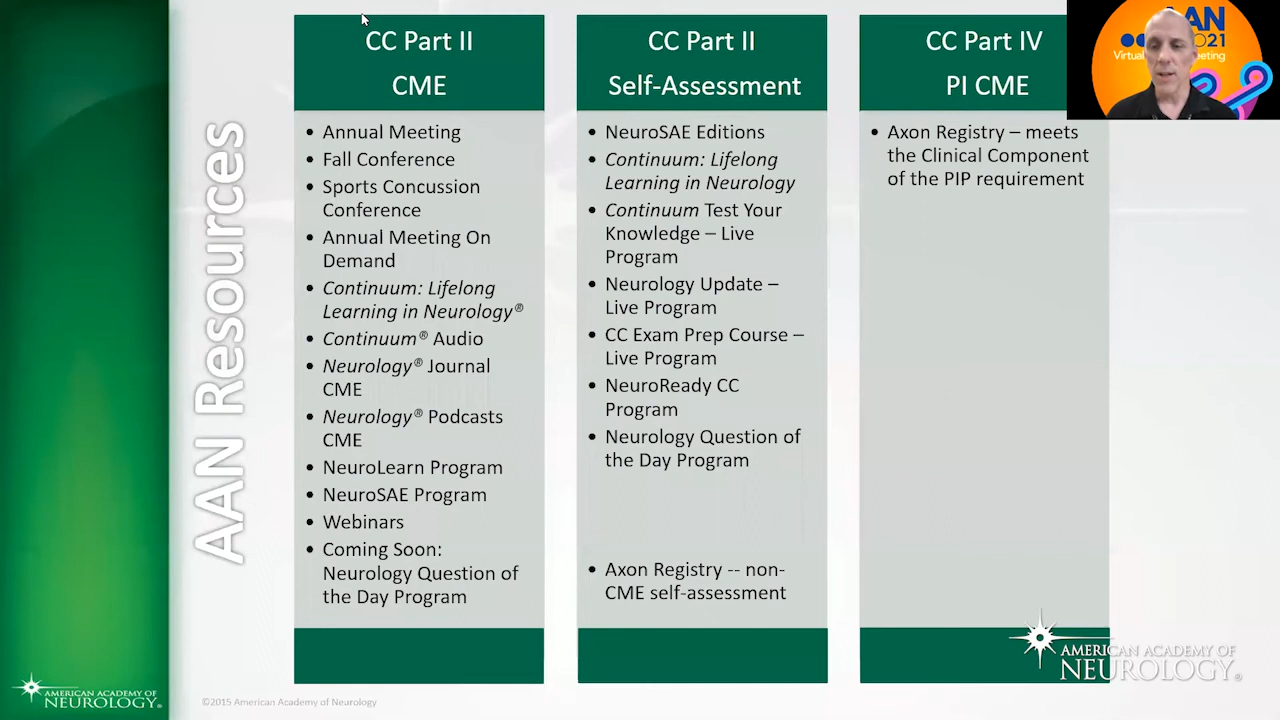 AAN Resources
CC Part II
CME
• Annual Meeting
• Fall Conference
• Sports Concussion
Conference
• Annual Meeting On
Demand
• Continuum: Lifelong
Learning in Neurology®
• Continuum® Audio
• Neurology® Journal
CME
• Neurology® Podcasts
CME
• NeuroLearn Program
• NeuroSAE Program
• Webinars
• Coming Soon:
Neurology Question of
the Day Program
CC Part II
Self-Assessment
• NeuroSAE Editions
• Continuum: Lifelong
Learning in Neurology
• Continuum Test Your
Knowledge – Live
Program
• Neurology Update –
Live Program
• CC Exam Prep Course –
Live Program
• NeuroReady CC
Program
• Neurology Question of
the Day Program
• Axon Registry -- non-
CME self-assessment
CC Part IV
PI CME
• Axon Registry – meets
the Clinical Component
of the PIP requirement
AAN
21
Virtual
AMERICAN ACADEMY OF
NEUROLOGY®
AMERICAN ACADEMY OF
NEUROLOGY®
©2015 American Academy of Neurology